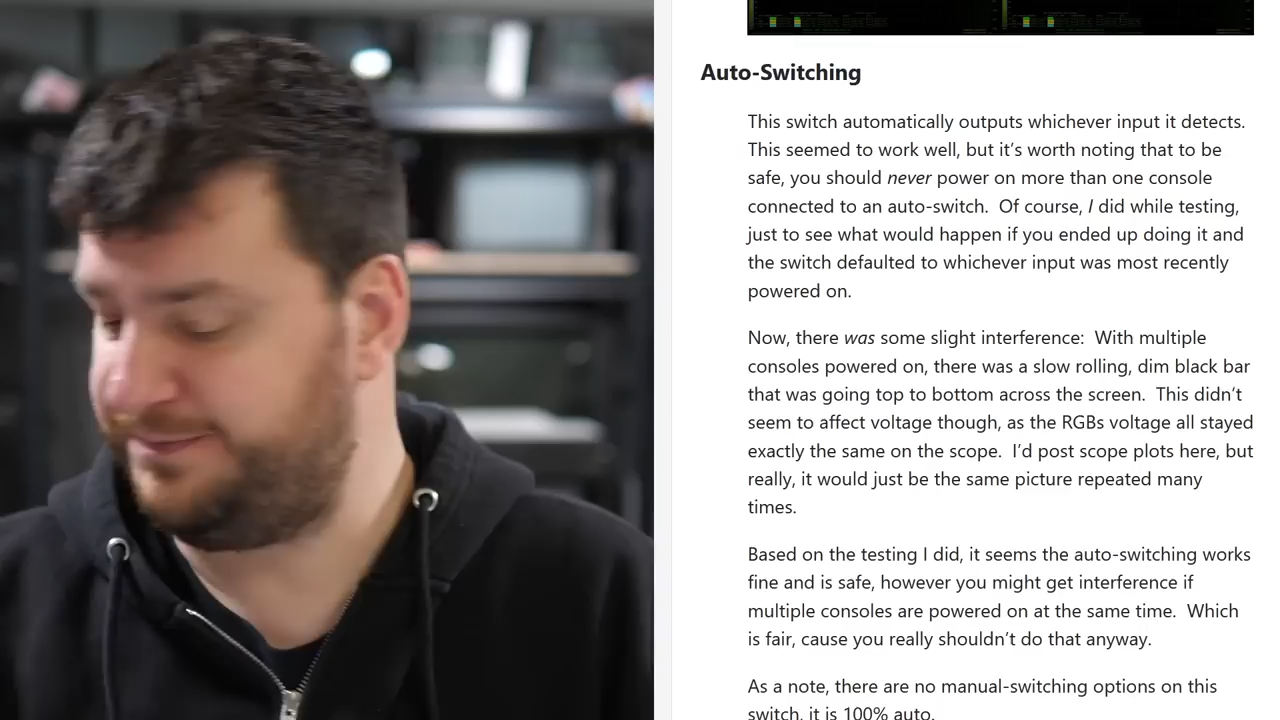 Auto-Switching
This switch automatically outputs whichever input it detects.
This seemed to work well, but it’s worth noting that to be
safe, you should never power on more than one console
connected to an auto-switch.  Of course, I did while testing,
just to see what would happen if you ended up doing it and
the switch defaulted to whichever input was most recently
powered on.
Now, there was some slight interference:  With multiple
consoles powered on, there was a slow rolling, dim black bar
that was going top to bottom across the screen.  This didn’t
seem to affect voltage though, as the RGBs voltage all stayed
exactly the same on the scope.  I’d post scope plots here, but
really, it would just be the same picture repeated many
times.
Based on the testing I did, it seems the auto-switching works
fine and is safe, however you might get interference if
multiple consoles are powered on at the same time.  Which
is fair, cause you really shouldn’t do that anyway.
As a note, there are no manual-switching options on this
switch, it is 100% auto.